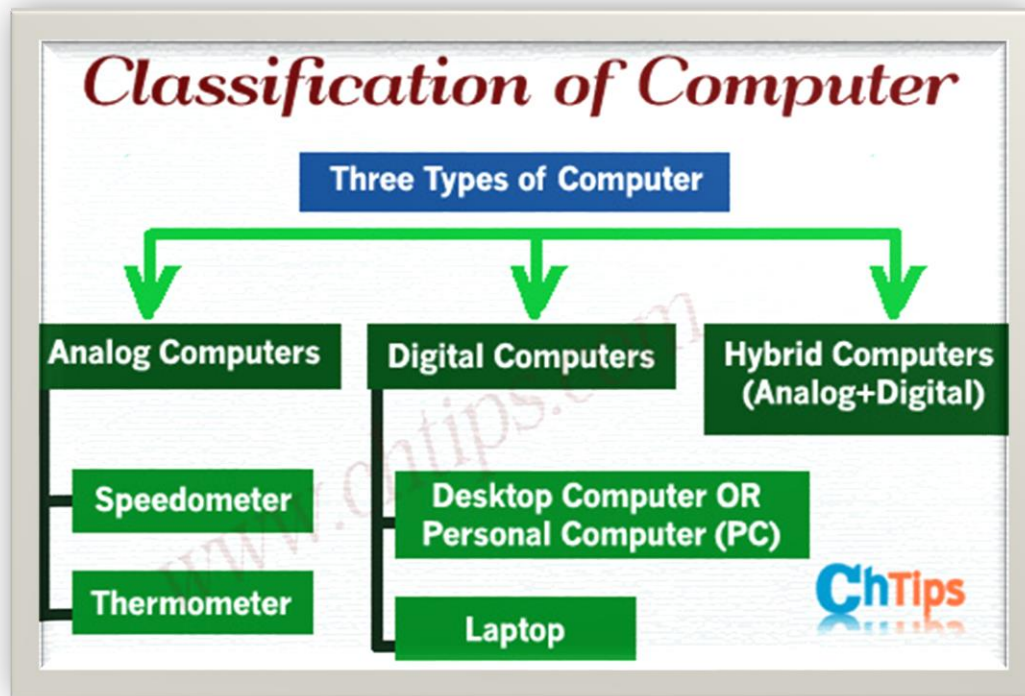 Classification of Computer
Three Types of Computer
Analog Computers
Speedometer
Thermometer
Digital Computers
Desktop Computer OR
Personal Computer (PC)
Laptop
Hybrid Computers
(Analog+Digital)
www.chtips.com
ChTips